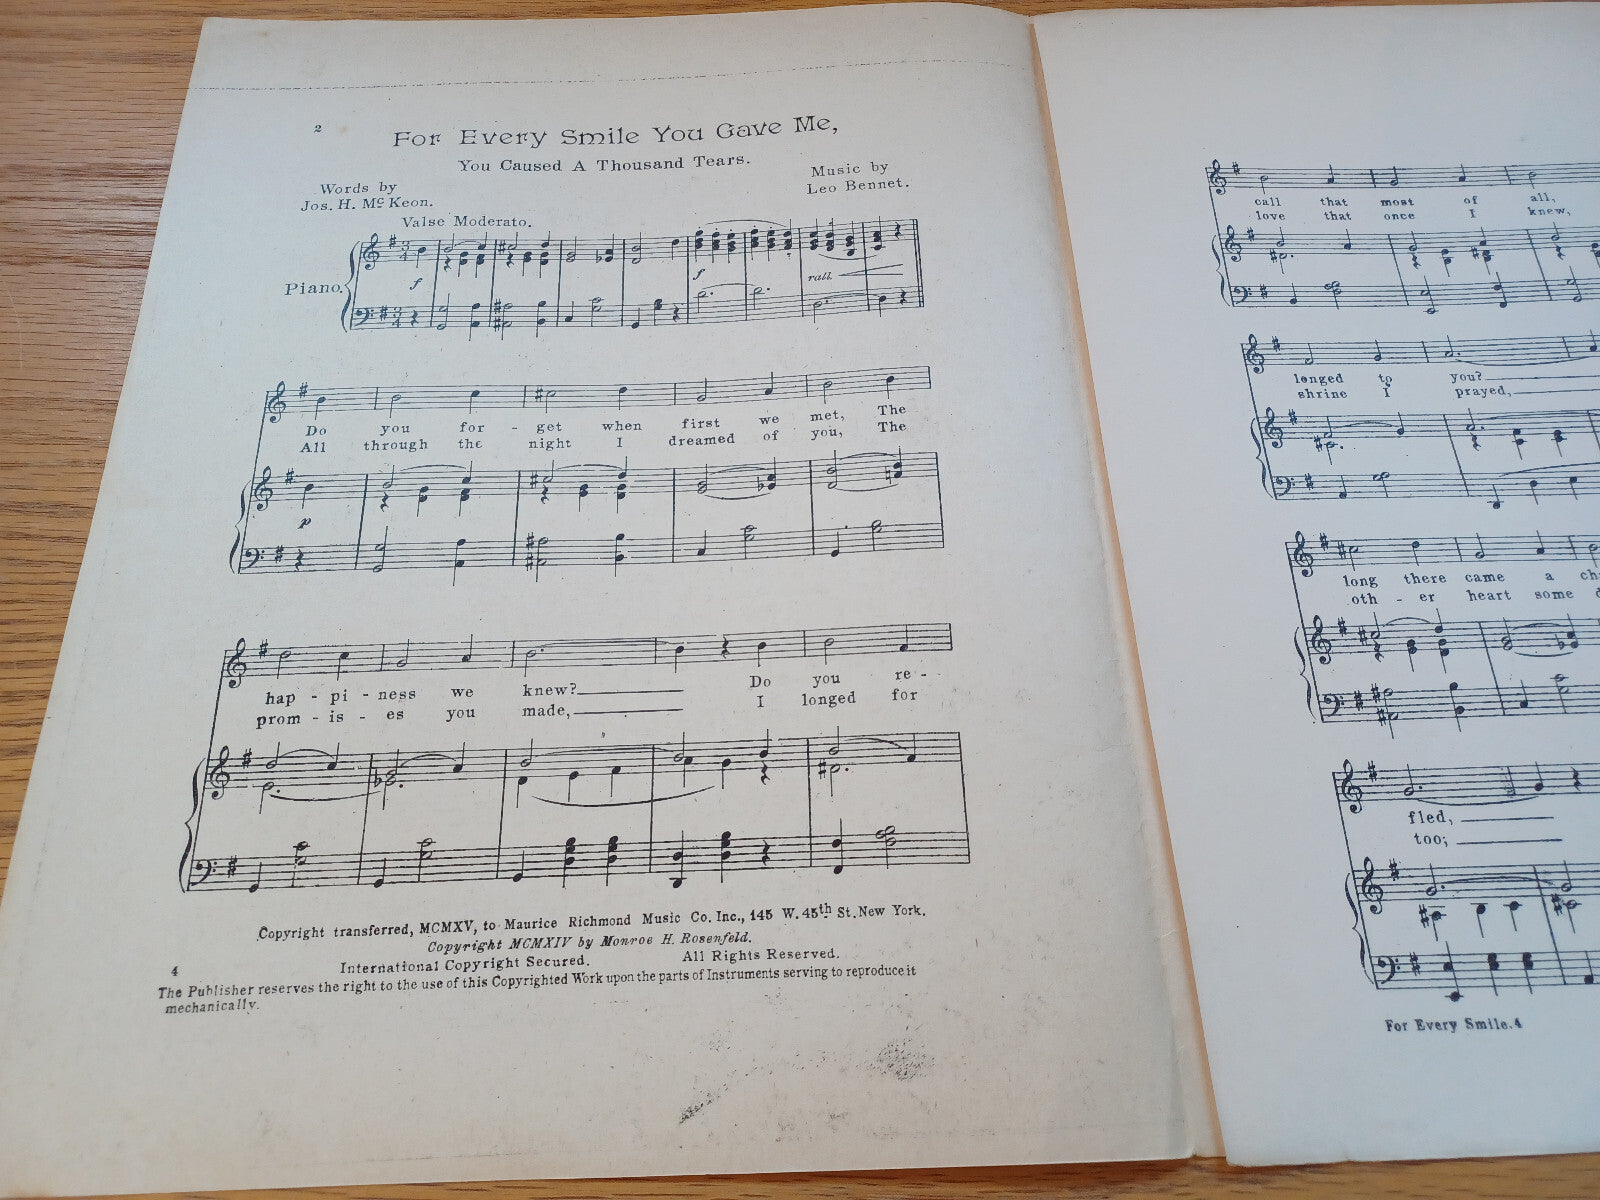 2
For Every Smile You Gave Me,
You Caused A Thousand Tears.
Words by
Jos. H. Mc Keon.
Music by
Leo Bennet.
Valse Moderato.
Piano.
f
f
rall.
Do you for - get when first we met, The
All through the night I dreamed of you, The
p
hap - pi - ness we knew? Do you re -
prom - is - es you made, I longed for
Copyright transferred, MCMXV, to Maurice Richmond Music Co. Inc., 145 W. 45th St. New York.
Copyright MCMXIV by Monroe H. Rosenfeld.
International Copyright Secured. All Rights Reserved.
4
The Publisher reserves the right to the use of this Copyrighted Work upon the parts of Instruments serving to reproduce it
mechanically.
call that most of all,
love that once I knew,
longed to you?
shrine I prayed,
long there came a
oth - er heart some
fled,
too;
For Every Smile. 4